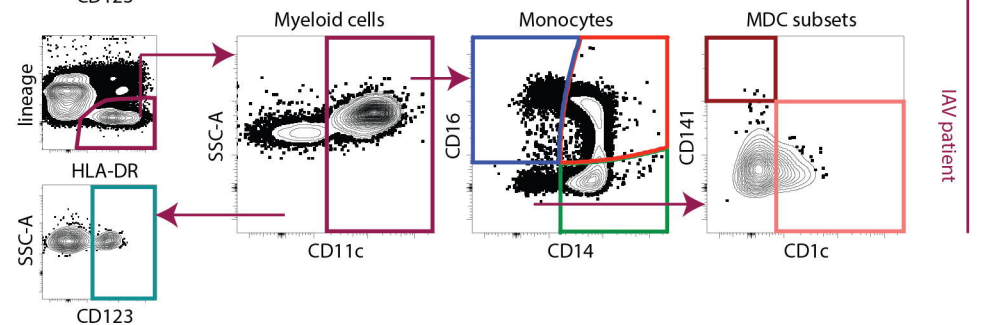 CD123
Myeloid cells
Monocytes
MDC subsets
lineage
HLA-DR
SSC-A
CD11c
CD16
CD14
CD141
CD1c
IAV patient
SSC-A
CD123